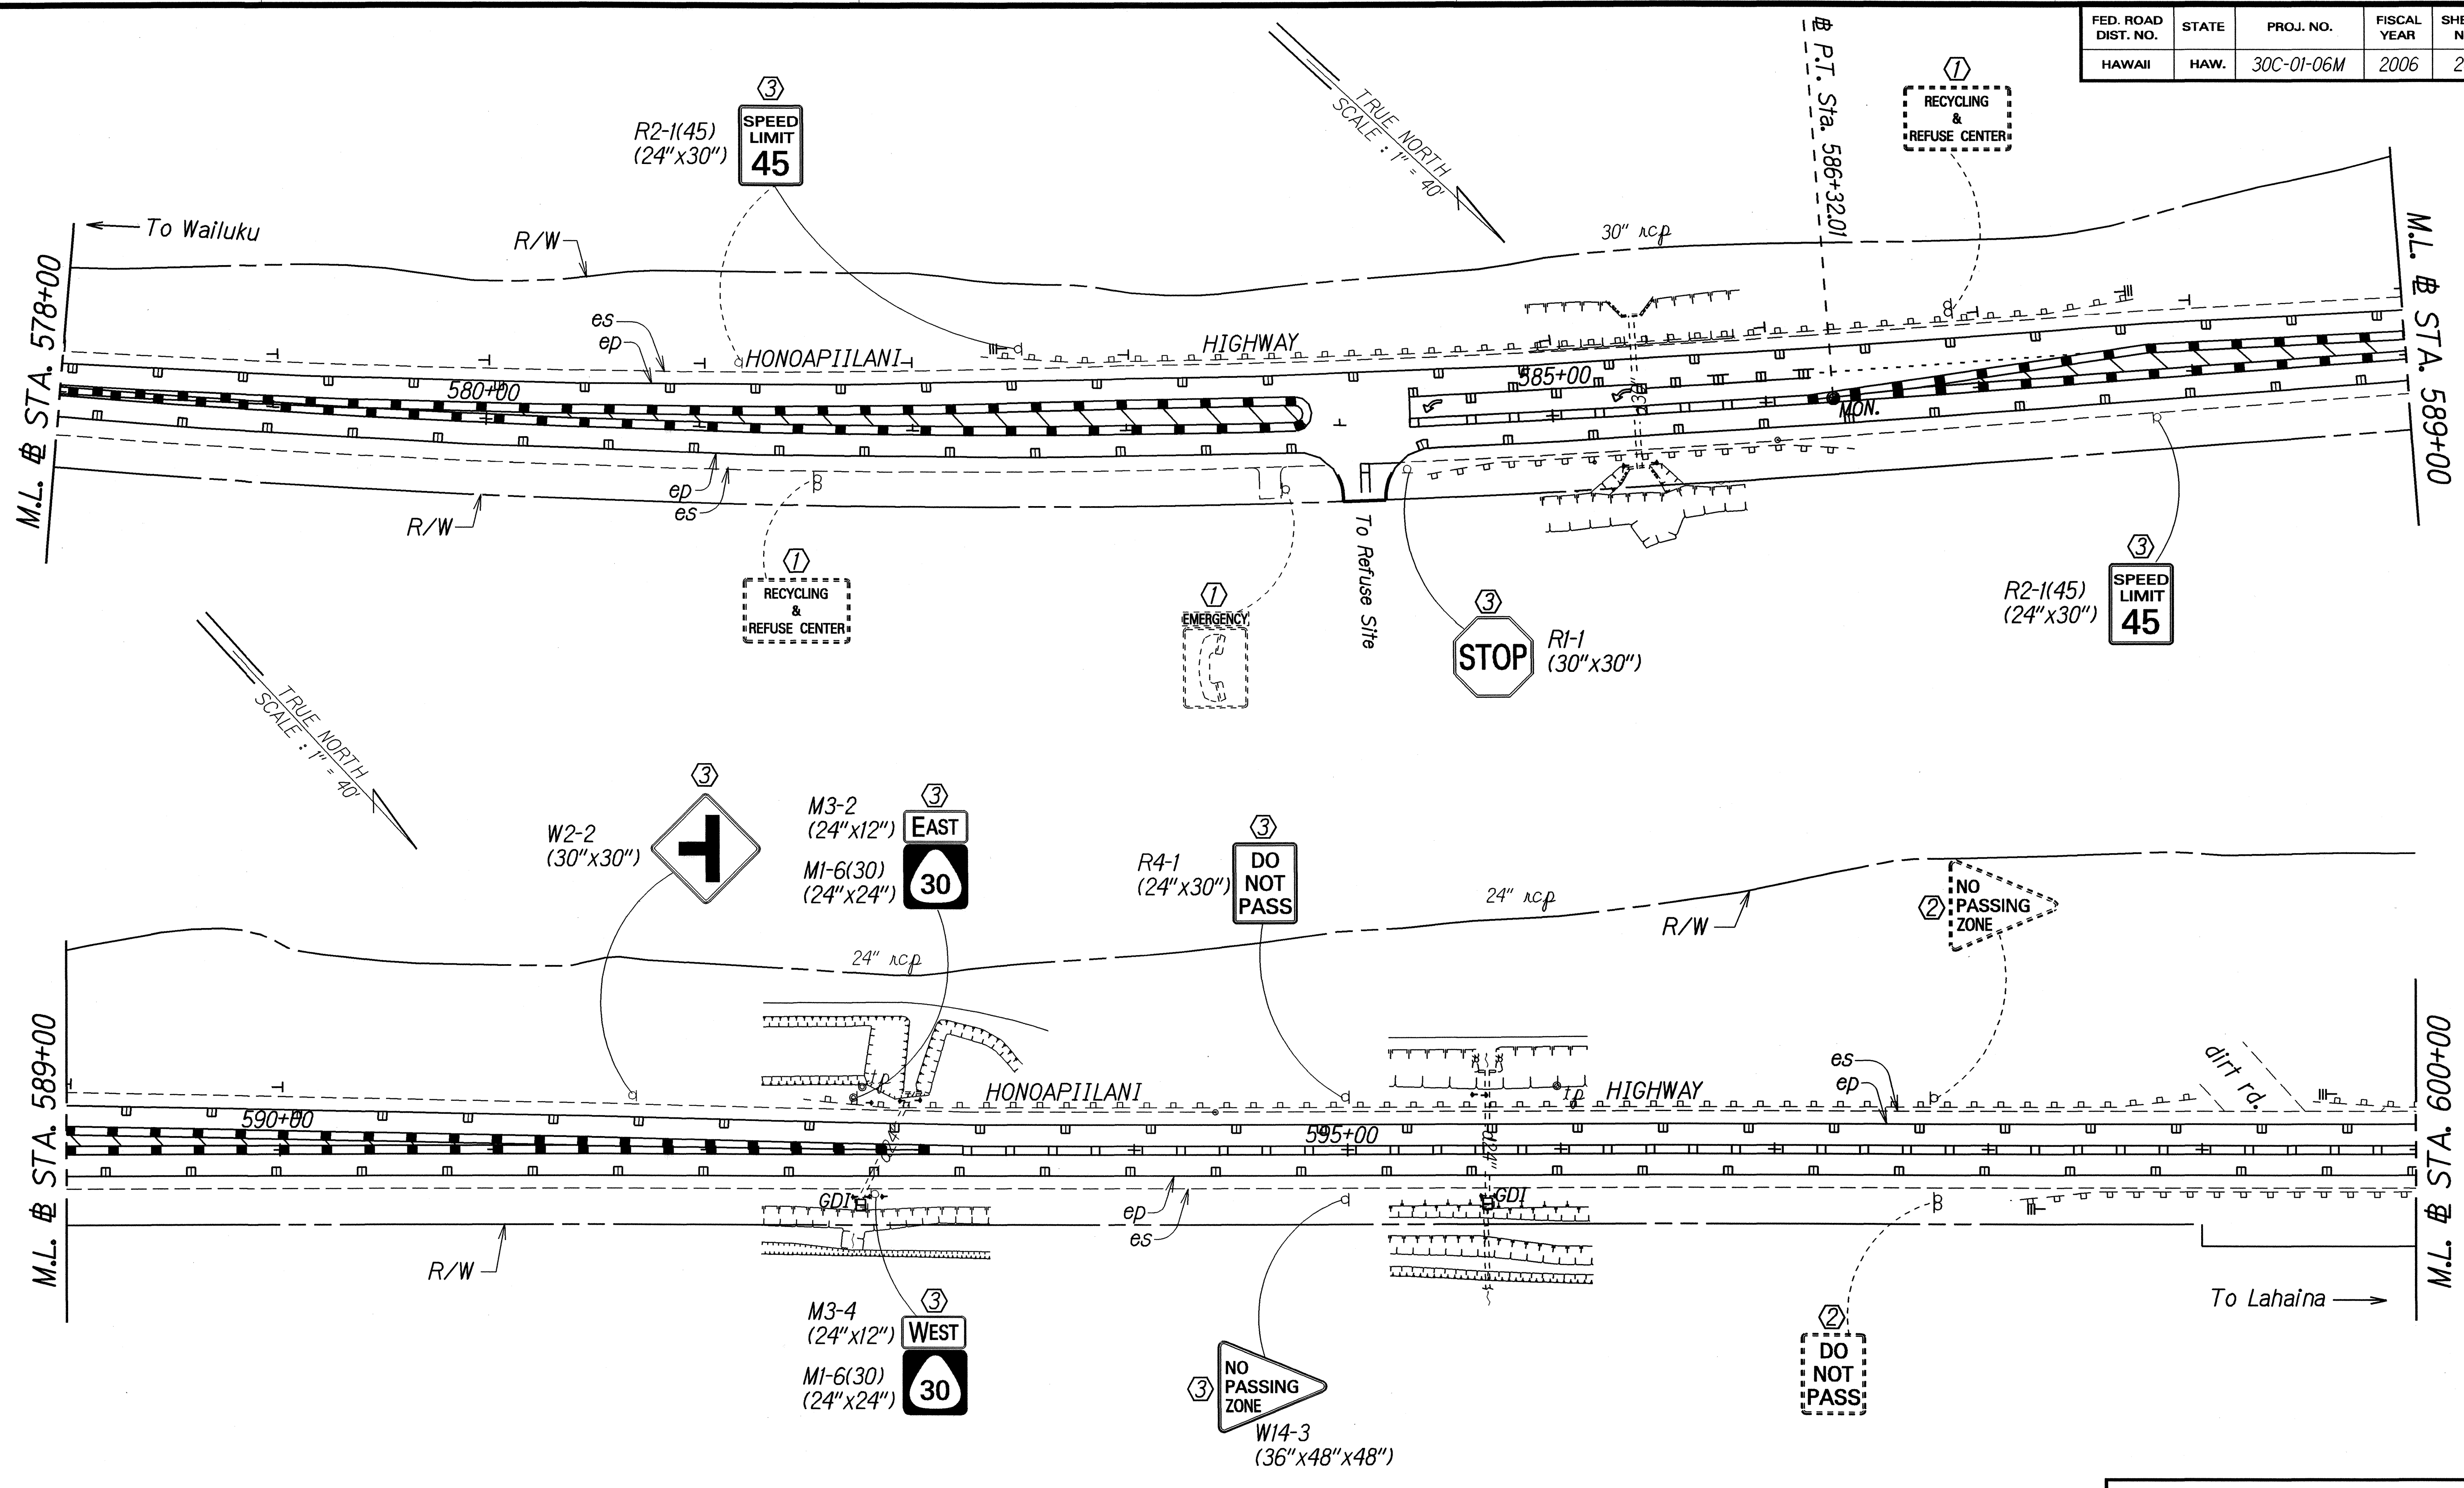 FED. ROAD DIST. NO.
STATE
PROJ. NO.
FISCAL YEAR
HAWAII
HAW.
30C-01-06M
2006
3
SPEED
LIMIT
45
R2-1(45)
(24"x30")
TRUE NORTH
SCALE : 1" = 40'
℄ P.T. Sta. 586+32.01
1
RECYCLING
&
REFUSE CENTER
To Wailuku
R/W
30" rcp
M.L. ℄ STA. 578+00
M.L. ℄ STA. 589+00
es
ep
HONOAPIILANI
HIGHWAY
580+00
585+00
MON.
ep
es
R/W
To Refuse Site
1
RECYCLING
&
REFUSE CENTER
1
EMERGENCY
3
STOP
R1-1
(30"x30")
3
R2-1(45)
(24"x30")
SPEED
LIMIT
45
TRUE NORTH
SCALE : 1" = 40'
3
W2-2
(30"x30")
M3-2
(24"x12")
3
EAST
M1-6(30)
(24"x24")
30
3
R4-1
(24"x30")
DO
NOT
PASS
24" rcp
24" rcp
R/W
2
NO
PASSING
ZONE
M.L. ℄ STA. 589+00
M.L. ℄ STA. 600+00
tp
HONOAPIILANI
tp
HIGHWAY
es
ep
dirt rd.
590+00
595+00
24"
24"
GDI
GDI
ep
es
R/W
To Lahaina
M3-4
(24"x12")
3
WEST
M1-6(30)
(24"x24")
30
3
NO
PASSING
ZONE
W14-3
(36"x48"x48")
2
DO
NOT
PASS